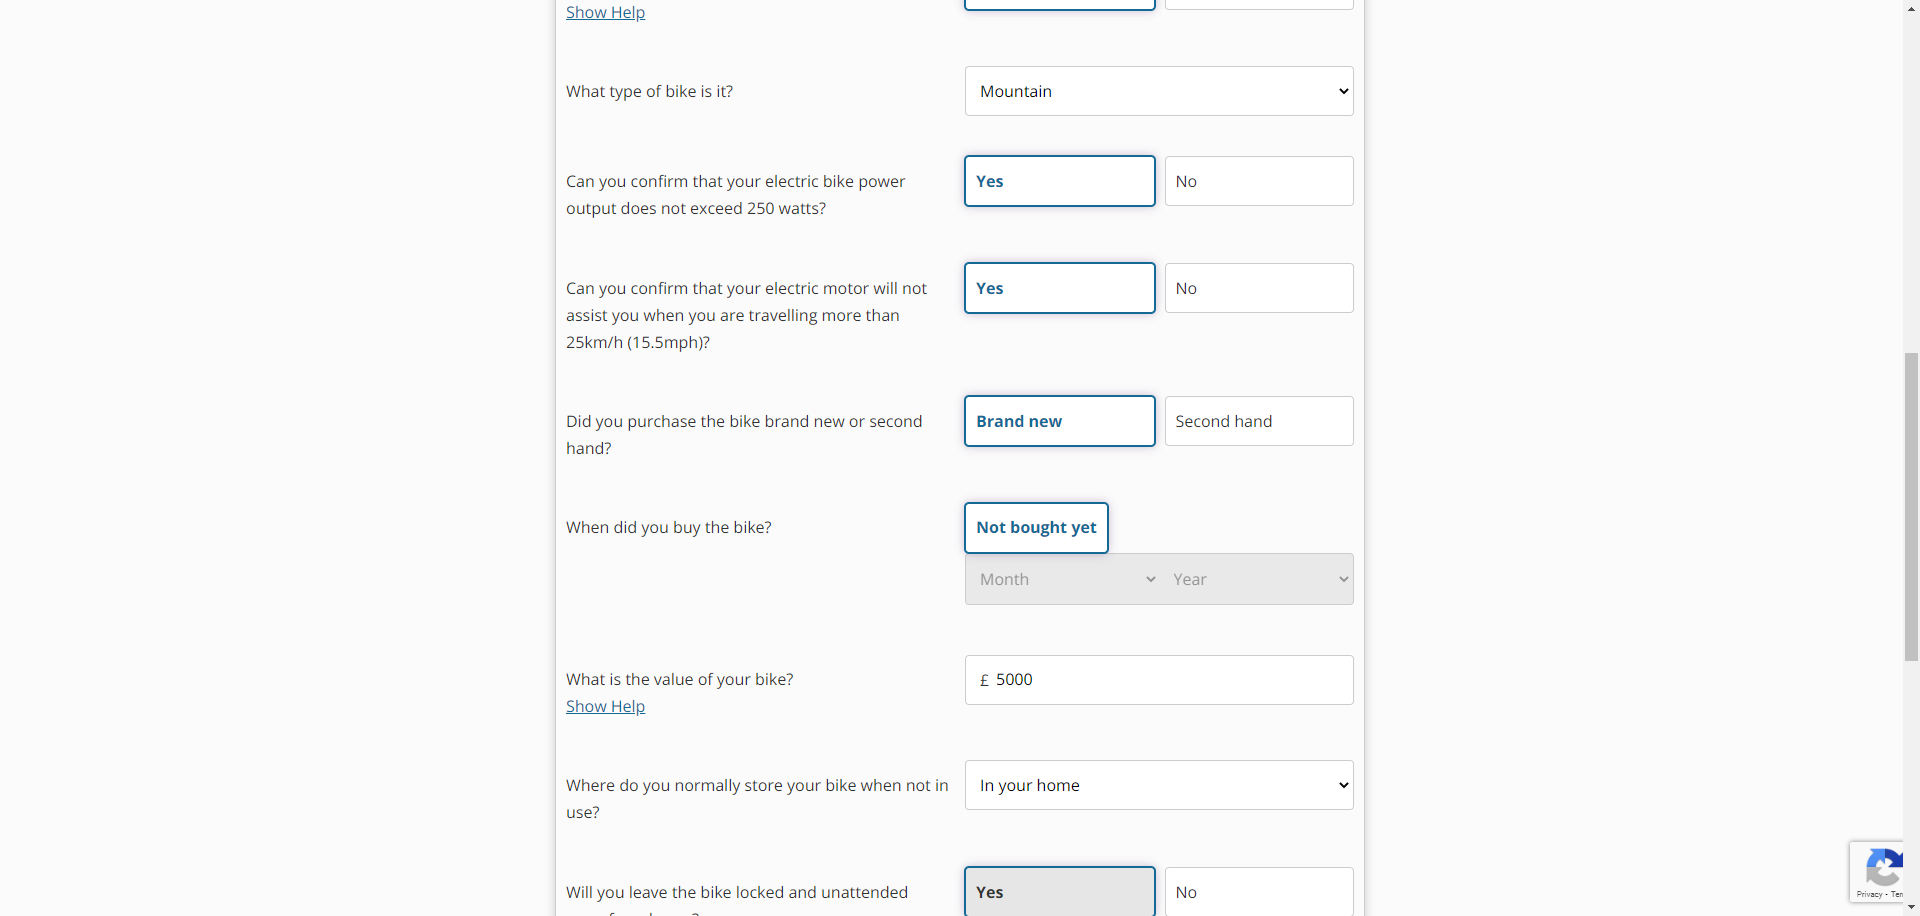 Show Help
What type of bike is it?
Mountain
Can you confirm that your electric bike power
output does not exceed 250 watts?
Yes
No
Can you confirm that your electric motor will not
assist you when you are travelling more than
25km/h (15.5mph)?
Yes
No
Did you purchase the bike brand new or second
hand?
Brand new
Second hand
When did you buy the bike?
Not bought yet
Month
Year
What is the value of your bike?
Show Help
£ 5000
Where do you normally store your bike when not in
use?
In your home
Will you leave the bike locked and unattended
Yes
No
Privacy -